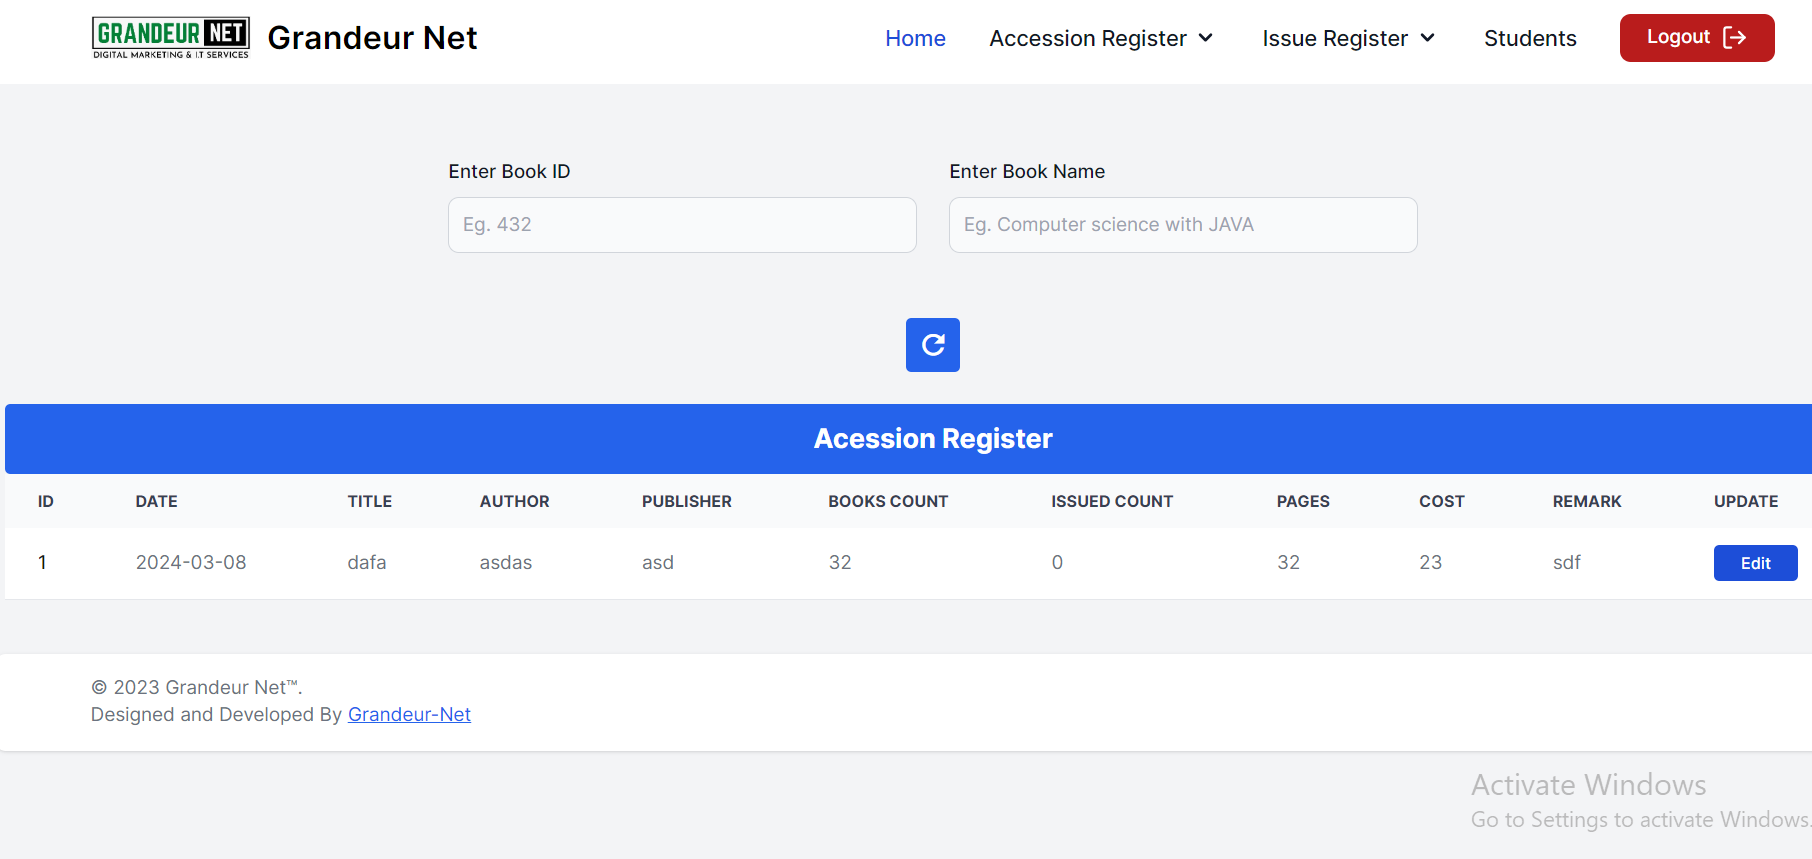 GRANDEUR NET
DIGITAL MARKETING & I.T SERVICES
Grandeur Net
Home
Accession Register
Issue Register
Students
Logout
Enter Book ID
Enter Book Name
Eg. 432
Eg. Computer science with JAVA
Acession Register
ID DATE TITLE AUTHOR PUBLISHER BOOKS COUNT ISSUED COUNT PAGES COST REMARK UPDATE
1 2024-03-08 dafa asdas asd 32 0 32 23 sdf Edit
© 2023 Grandeur Net™.
Designed and Developed By Grandeur-Net
Activate Windows
Go to Settings to activate Windows.